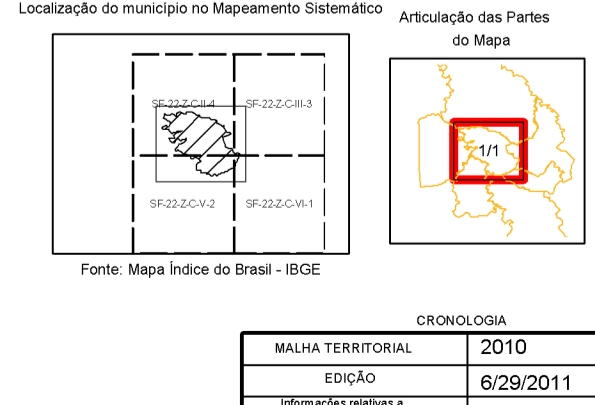 Localização do município no Mapeamento Sistemático
Articulação das Partes
do Mapa
SF-22-Z-C-II-4
SF-22-Z-C-III-3
SF-22-Z-C-V-2
SF-22-Z-C-VI-1
1/1
Fonte: Mapa Índice do Brasil - IBGE
CRONOLOGIA
MALHA TERRITORIAL
2010
EDIÇÃO
6/29/2011
Informações relativas a